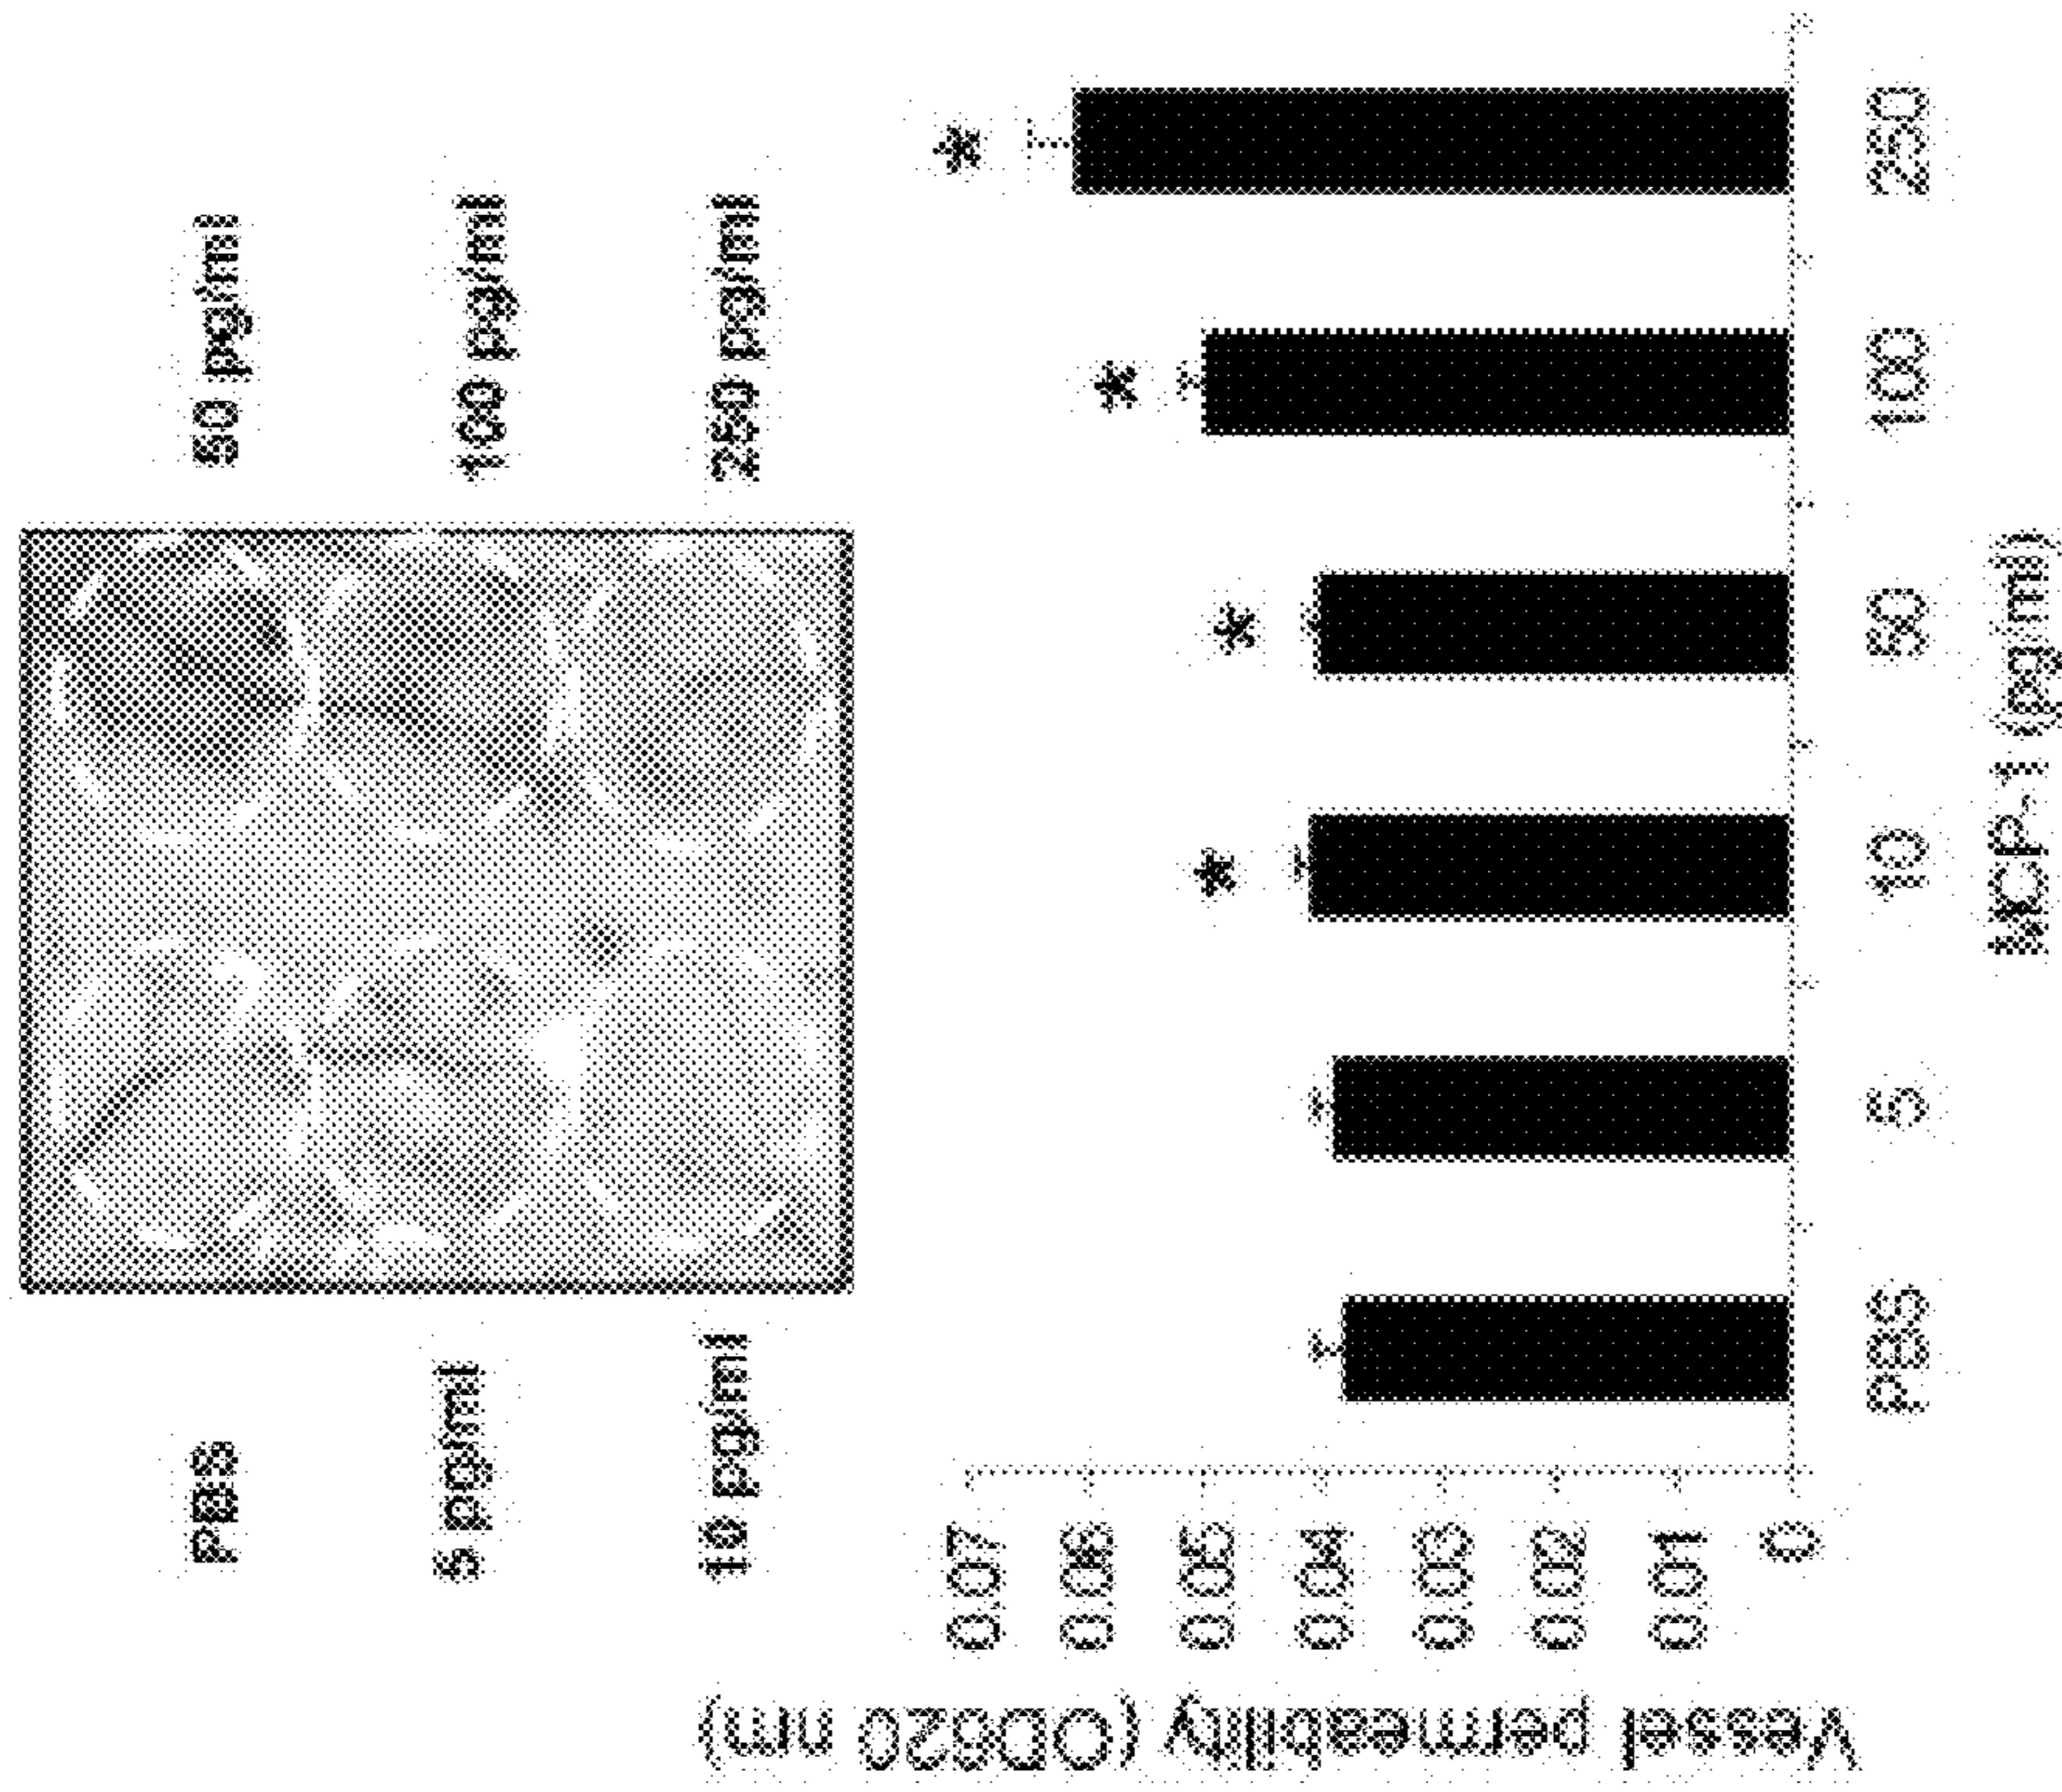 PBS
5 pg/ml
10 pg/ml
50 pg/ml
100 pg/ml
250 pg/ml
Vessel permeability (OD620 nm)
0.07
0.06
0.05
0.04
0.03
0.02
0.01
0
*
*
*
*
PBS
5
10
50
100
250
MCP-1 (pg/ml)